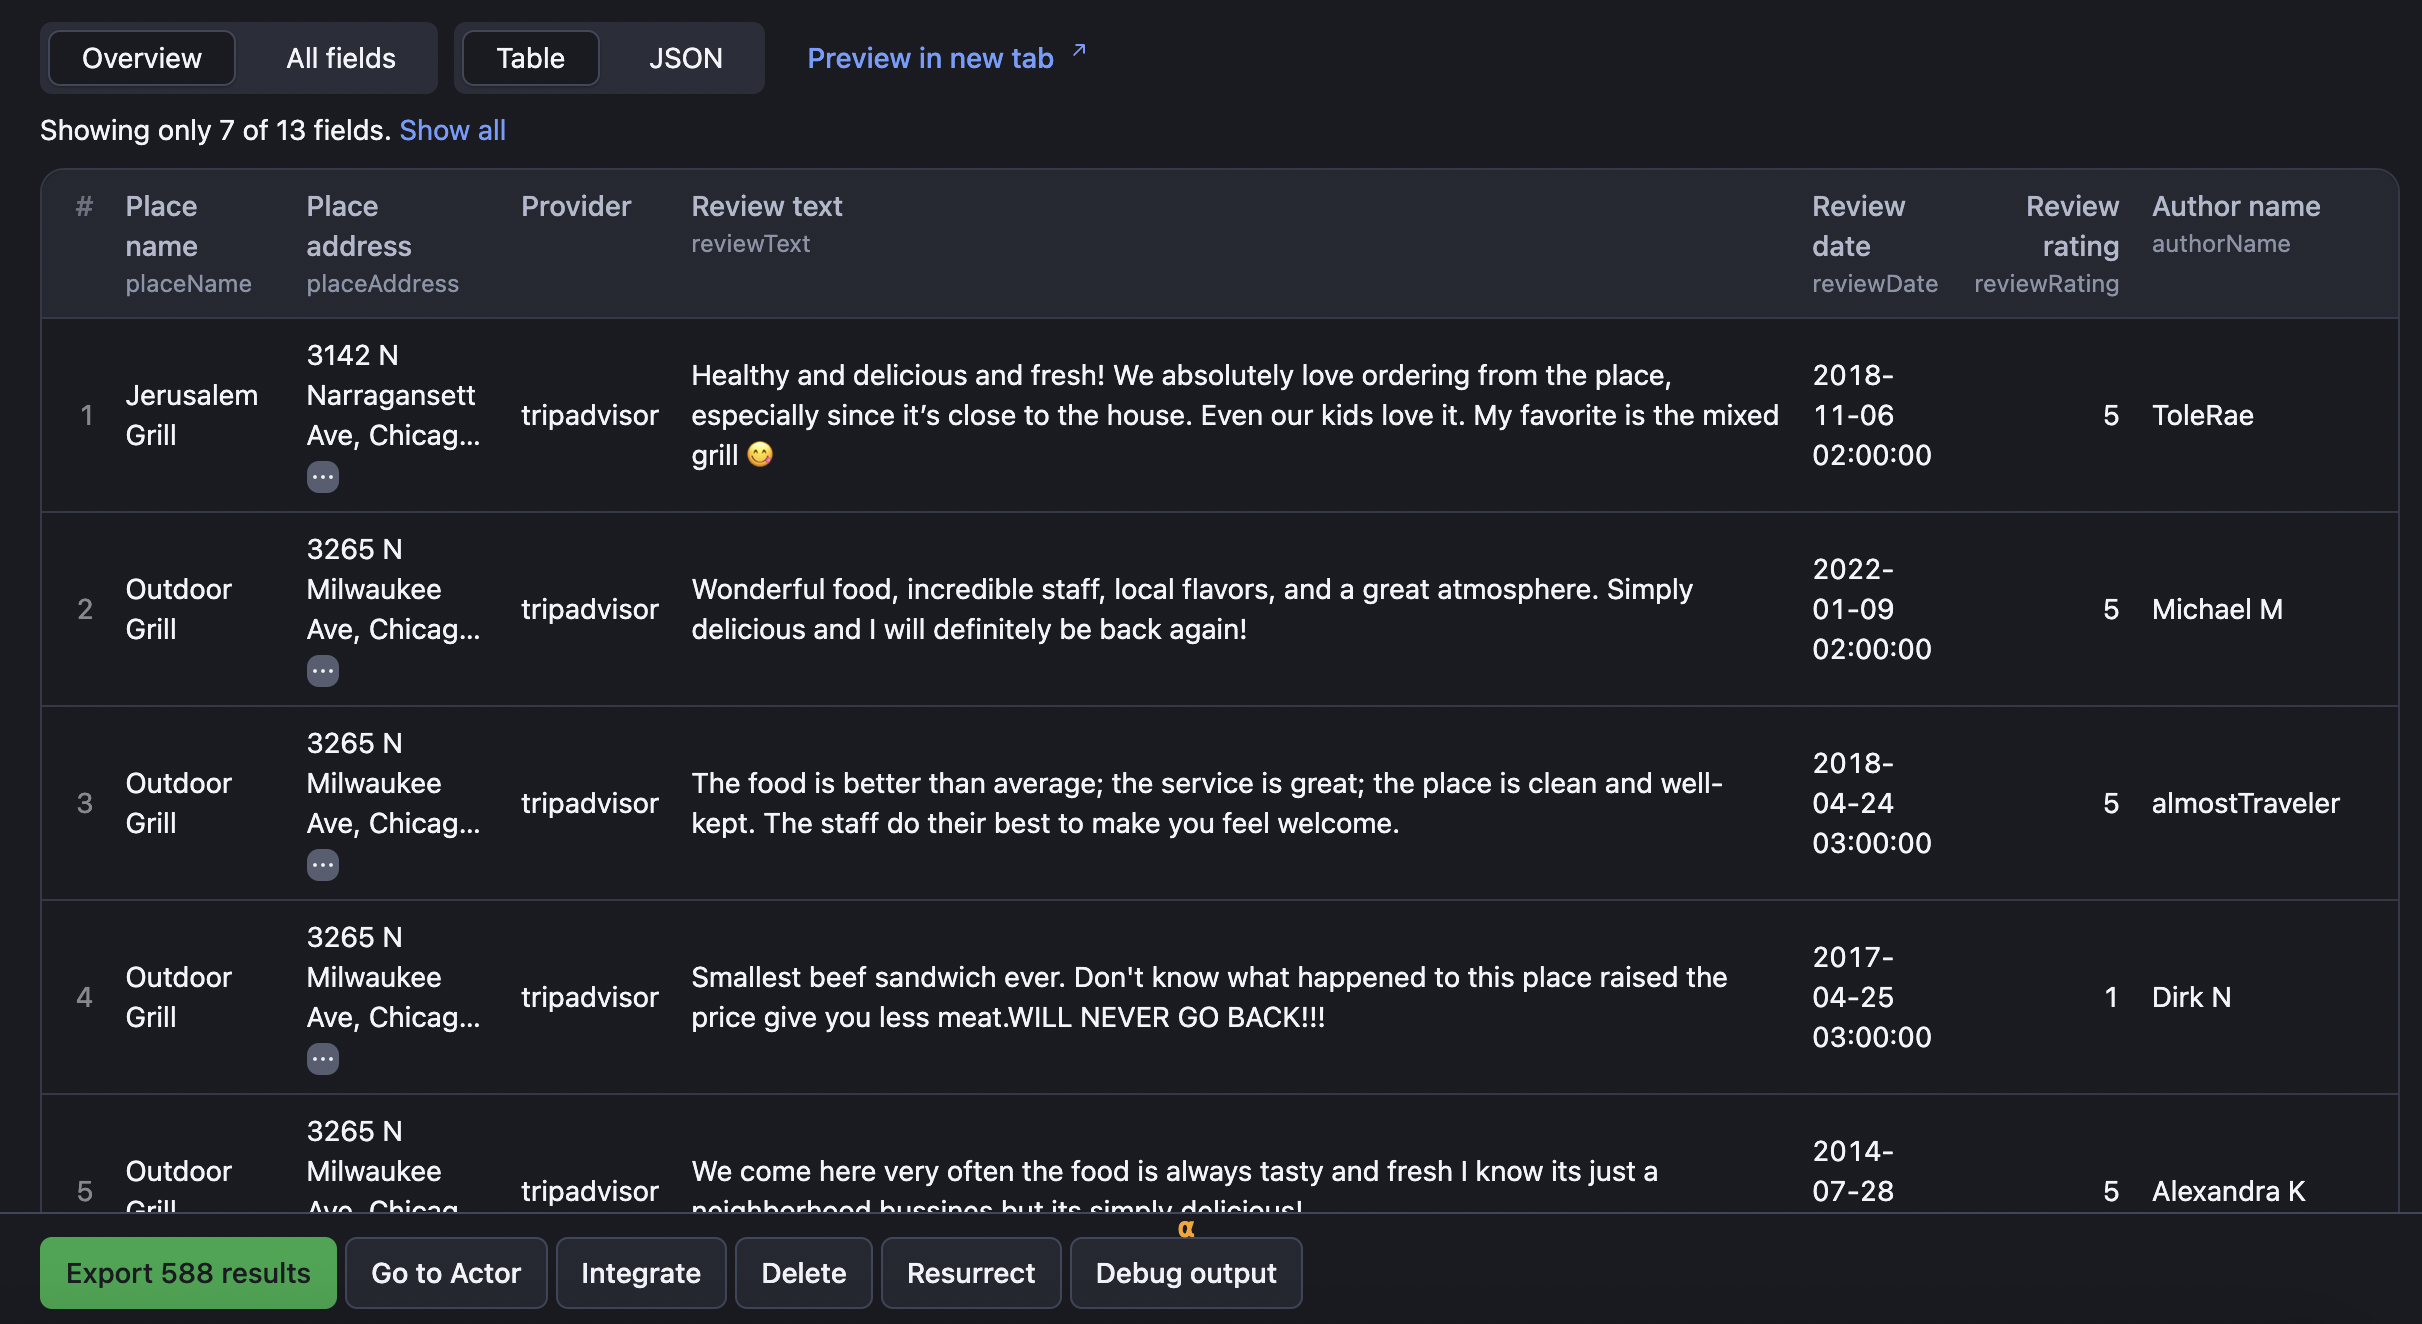 Overview All fields Table JSON Preview in new tab ↗
Showing only 7 of 13 fields. Show all
# Place name placeName Place address placeAddress Provider Review text reviewText Review date reviewDate Review rating reviewRating Author name authorName
1
Jerusalem
Grill
3142 N
Narragansett
Ave, Chicag...
...
tripadvisor
Healthy and delicious and fresh! We absolutely love ordering from the place,
especially since it’s close to the house. Even our kids love it. My favorite is the mixed
grill 😋
2018-
11-06
02:00:00
5
ToleRae
2
Outdoor
Grill
3265 N
Milwaukee
Ave, Chicag...
...
tripadvisor
Wonderful food, incredible staff, local flavors, and a great atmosphere. Simply
delicious and I will definitely be back again!
2022-
01-09
02:00:00
5
Michael M
3
Outdoor
Grill
3265 N
Milwaukee
Ave, Chicag...
...
tripadvisor
The food is better than average; the service is great; the place is clean and well-
kept. The staff do their best to make you feel welcome.
2018-
04-24
03:00:00
5
almostTraveler
4
Outdoor
Grill
3265 N
Milwaukee
Ave, Chicag...
...
tripadvisor
Smallest beef sandwich ever. Don't know what happened to this place raised the
price give you less meat.WILL NEVER GO BACK!!!
2017-
04-25
03:00:00
1
Dirk N
5
Outdoor
Grill
3265 N
Milwaukee
Ave, Chicag
tripadvisor
We come here very often the food is always tasty and fresh I know its just a
neighborhood bussines but its simply delicious!
2014-
07-28
5
Alexandra K
α
Export 588 results Go to Actor Integrate Delete Resurrect Debug output